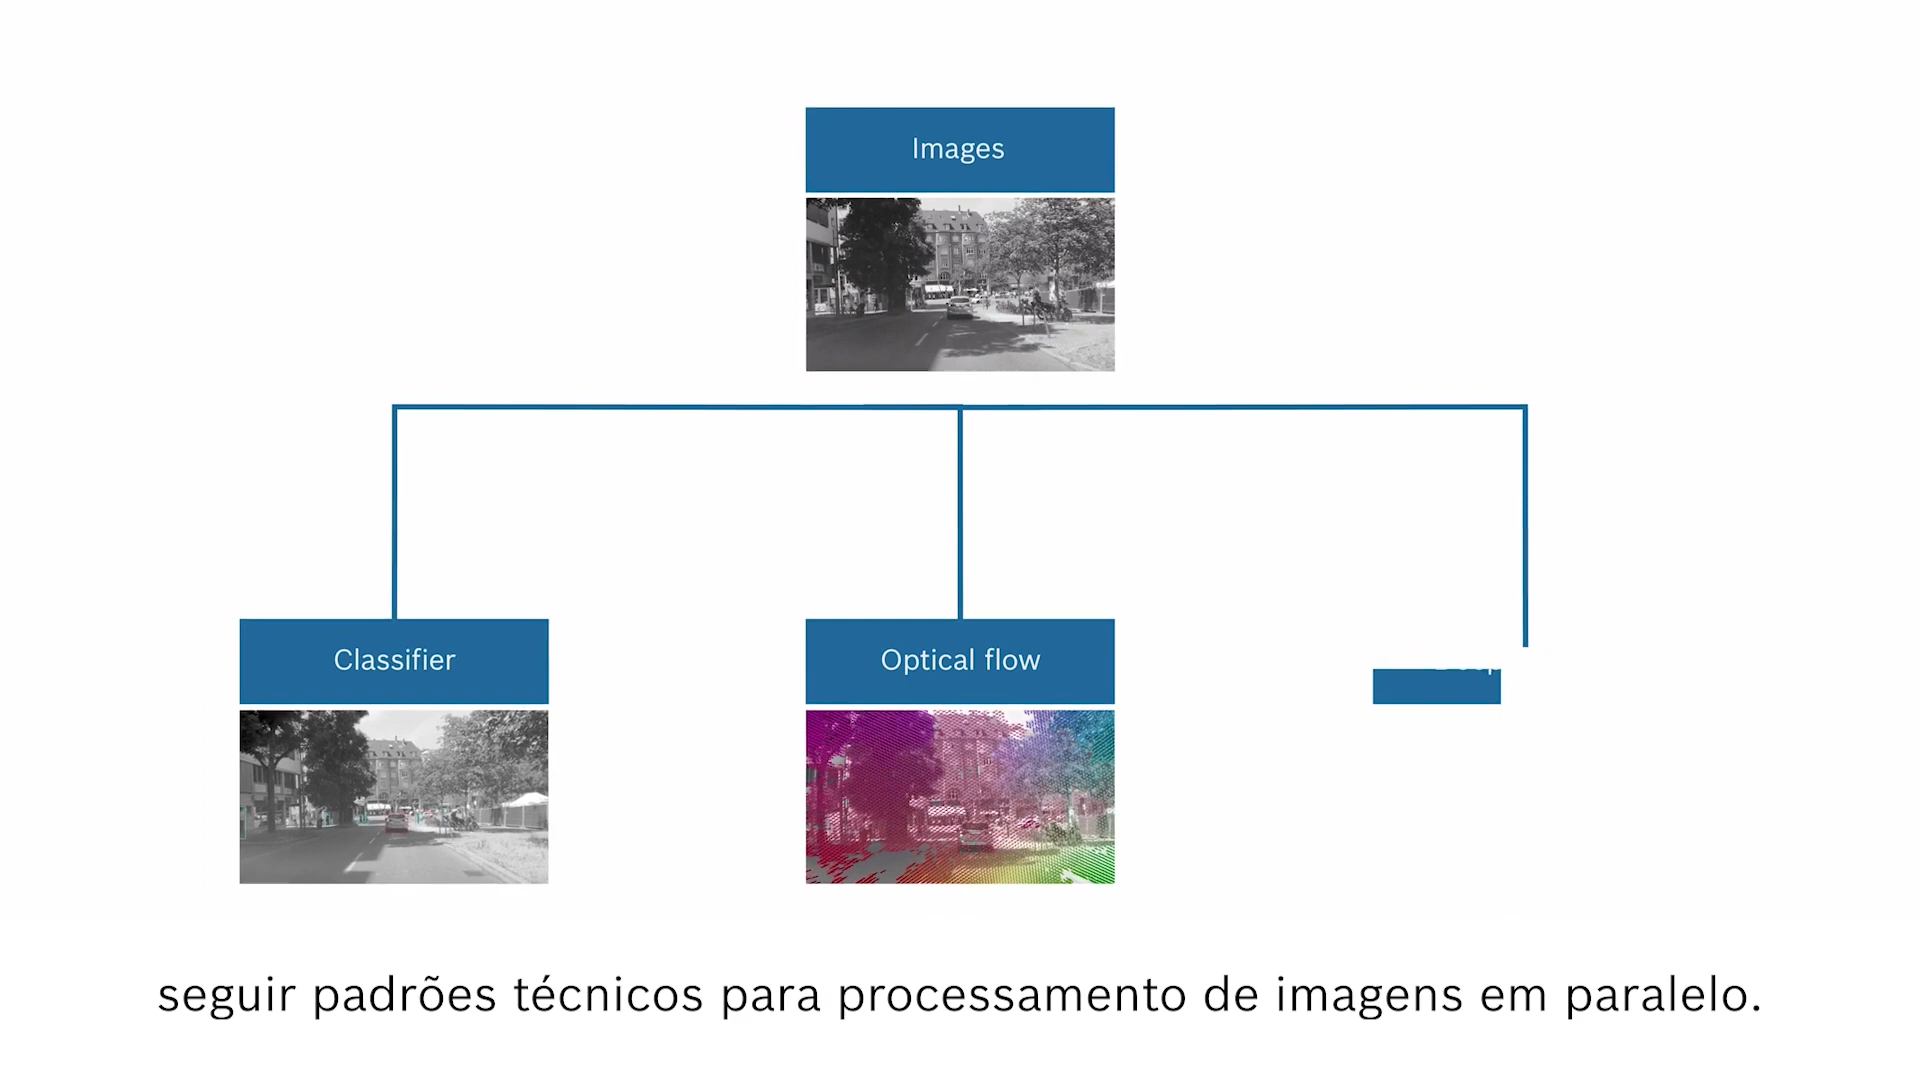 Images
Classifier
Optical flow
seguir padrões técnicos para processamento de imagens em paralelo.